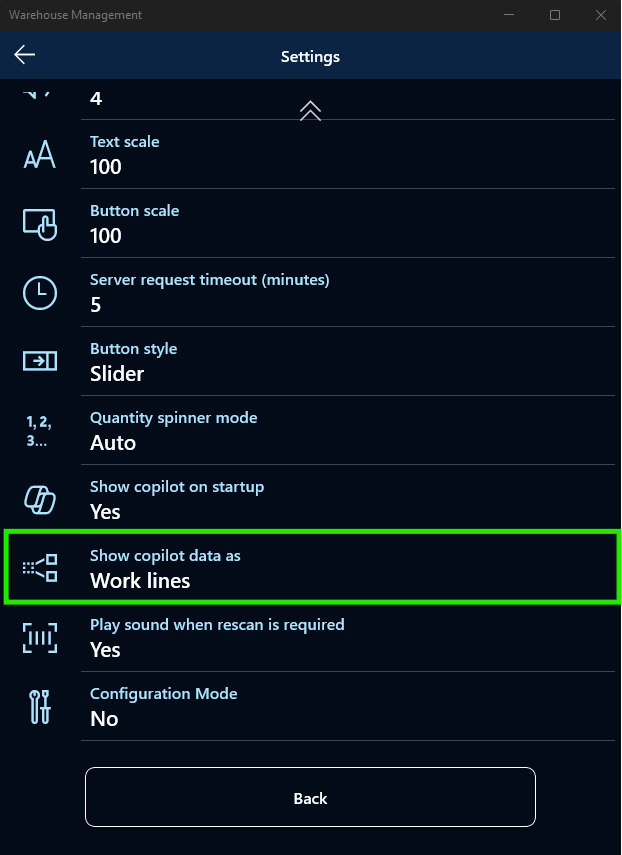 Warehouse Management
Settings
4
Text scale
100
Button scale
100
Server request timeout (minutes)
5
Button style
Slider
1, 2,
3...
Quantity spinner mode
Auto
Show copilot on startup
Yes
Show copilot data as
Work lines
Play sound when rescan is required
Yes
Configuration Mode
No
Back